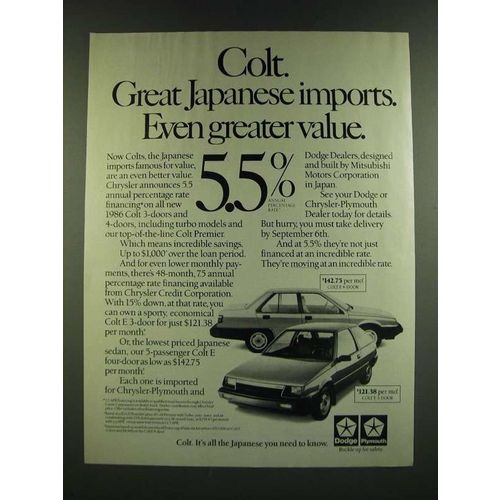 Colt.
Great Japanese imports.
Even greater value.
Now Colts, the Japanese
imports famous for value,
are an even better value.
Chrysler announces 5.5
annual percentage rate
financing* on all new
1986 Colt 3-doors and
4-doors, including turbo models and
our top-of-the-line Colt Premier.
Which means incredible savings.
Up to $1,000† over the loan period.
And for even lower monthly pay-
ments, there's 48-month, 7.5 annual
percentage rate financing available
from Chrysler Credit Corporation.
With 15% down, at that rate, you
can own a sporty, economical
Colt E 3-door for just $121.38
per month.
Or, the lowest priced Japanese
sedan, our 5-passenger Colt E
four-door as low as $142.75
per month.
Each one is imported
for Chrysler-Plymouth and
5.5%
ANNUAL
PERCENTAGE
RATE*
Dodge Dealers, designed
and built by Mitsubishi
Motors Corporation
in Japan.
See your Dodge or
Chrysler-Plymouth
Dealer today for details.
But hurry, you must take delivery
by September 6th.
And at 5.5% they're not just
financed at an incredible rate.
They're moving at an incredible rate.
$142.75 per mo.
COLT E 4-DOOR
$121.38 per mo.
COLT E 3-DOOR
Colt. It's all the Japanese you need to know.
Dodge
Plymouth
Buckle up for safety.